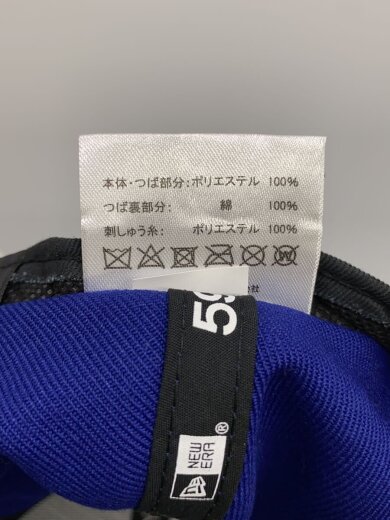 本体・つば部分：ポリエステル 100%
つば裏部分： 綿 100%
刺しゅう糸： ポリエステル 100%
社
59
NEW ERA®